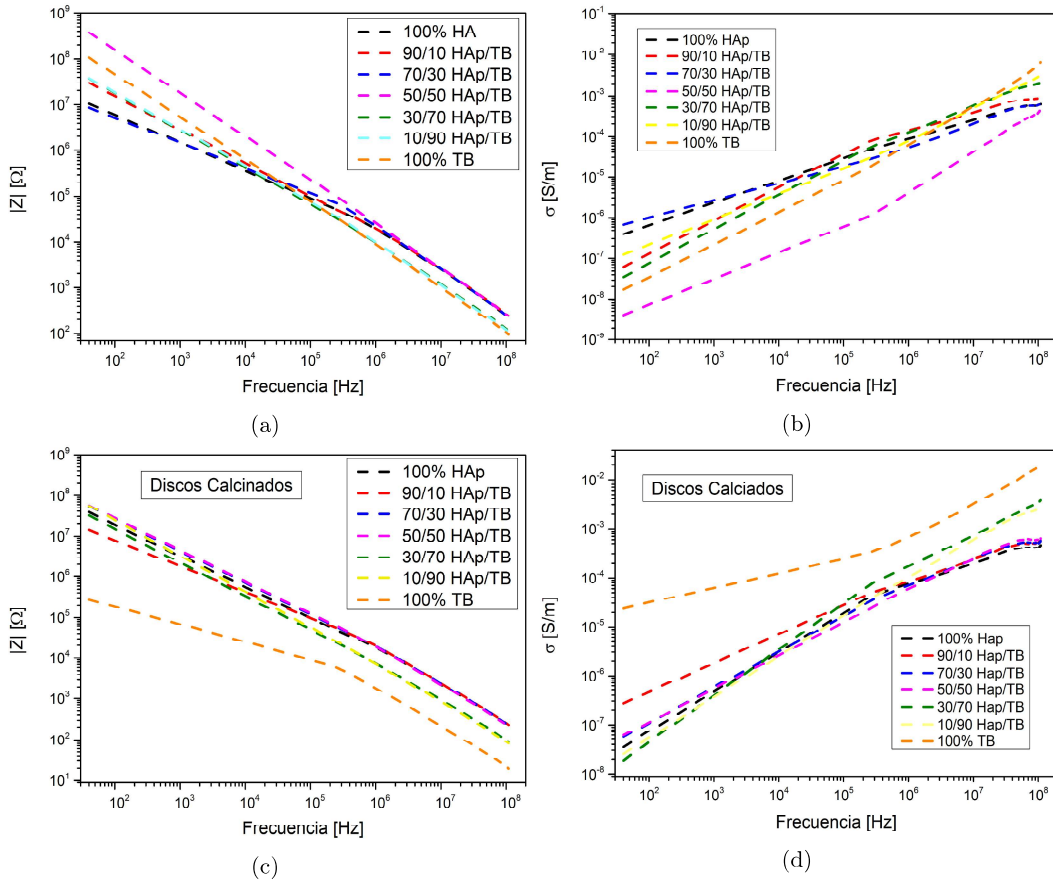 10⁹
10⁸
10⁷
10⁶
10⁵
10⁴
10³
10²
|Z| [Ω]
100% HA
90/10 HAp/TB
70/30 HAp/TB
50/50 HAp/TB
30/70 HAp/TB
10/90 HAp/TB
100% TB
10² 10³ 10⁴ 10⁵ 10⁶ 10⁷ 10⁸
Frecuencia [Hz]
(a)
10⁻¹
10⁻²
10⁻³
10⁻⁴
10⁻⁵
10⁻⁶
10⁻⁷
10⁻⁸
10⁻⁹
σ [S/m]
100% HAp
90/10 HAp/TB
70/30 HAp/TB
50/50 HAp/TB
30/70 HAp/TB
10/90 HAp/TB
100% TB
10² 10³ 10⁴ 10⁵ 10⁶ 10⁷ 10⁸
Frecuencia [Hz]
(b)
10⁹
10⁸
10⁷
10⁶
10⁵
10⁴
10³
10²
10¹
|Z| [Ω]
Discos Calcinados
100% HAp
90/10 HAp/TB
70/30 HAp/TB
50/50 HAp/TB
30/70 HAp/TB
10/90 HAp/TB
100% TB
10² 10³ 10⁴ 10⁵ 10⁶ 10⁷ 10⁸
Frecuencia [Hz]
(c)
10⁻²
10⁻³
10⁻⁴
10⁻⁵
10⁻⁶
10⁻⁷
10⁻⁸
σ [S/m]
Discos Calciados
100% Hap
90/10 Hap/TB
70/30 Hap/TB
50/50 Hap/TB
30/70 Hap/TB
10/90 Hap/TB
100% TB
10² 10³ 10⁴ 10⁵ 10⁶ 10⁷ 10⁸
Frecuencia [Hz]
(d)